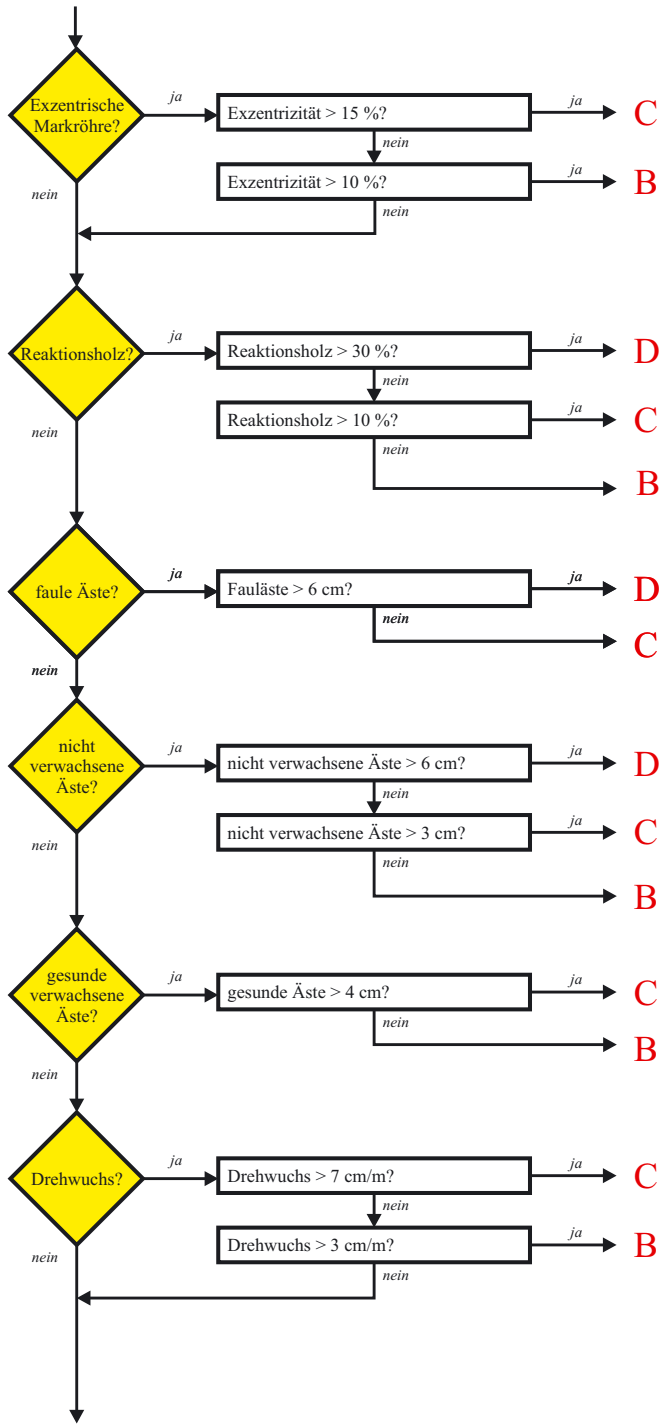 Exzentrische
Markröhre?
ja
Exzentrizität > 15 %?
ja
C
nein
Exzentrizität > 10 %?
ja
B
nein
nein
Reaktionsholz?
ja
Reaktionsholz > 30 %?
ja
D
nein
Reaktionsholz > 10 %?
ja
C
nein
nein
B
faule Äste?
ja
Fauläste > 6 cm?
ja
D
nein
C
nein
nicht
verwachsene
Äste?
ja
nicht verwachsene Äste > 6 cm?
ja
D
nein
nicht verwachsene Äste > 3 cm?
ja
C
nein
nein
B
gesunde
verwachsene
Äste?
ja
gesunde Äste > 4 cm?
ja
C
nein
B
nein
Drehwuchs?
ja
Drehwuchs > 7 cm/m?
ja
C
nein
Drehwuchs > 3 cm/m?
ja
B
nein
nein